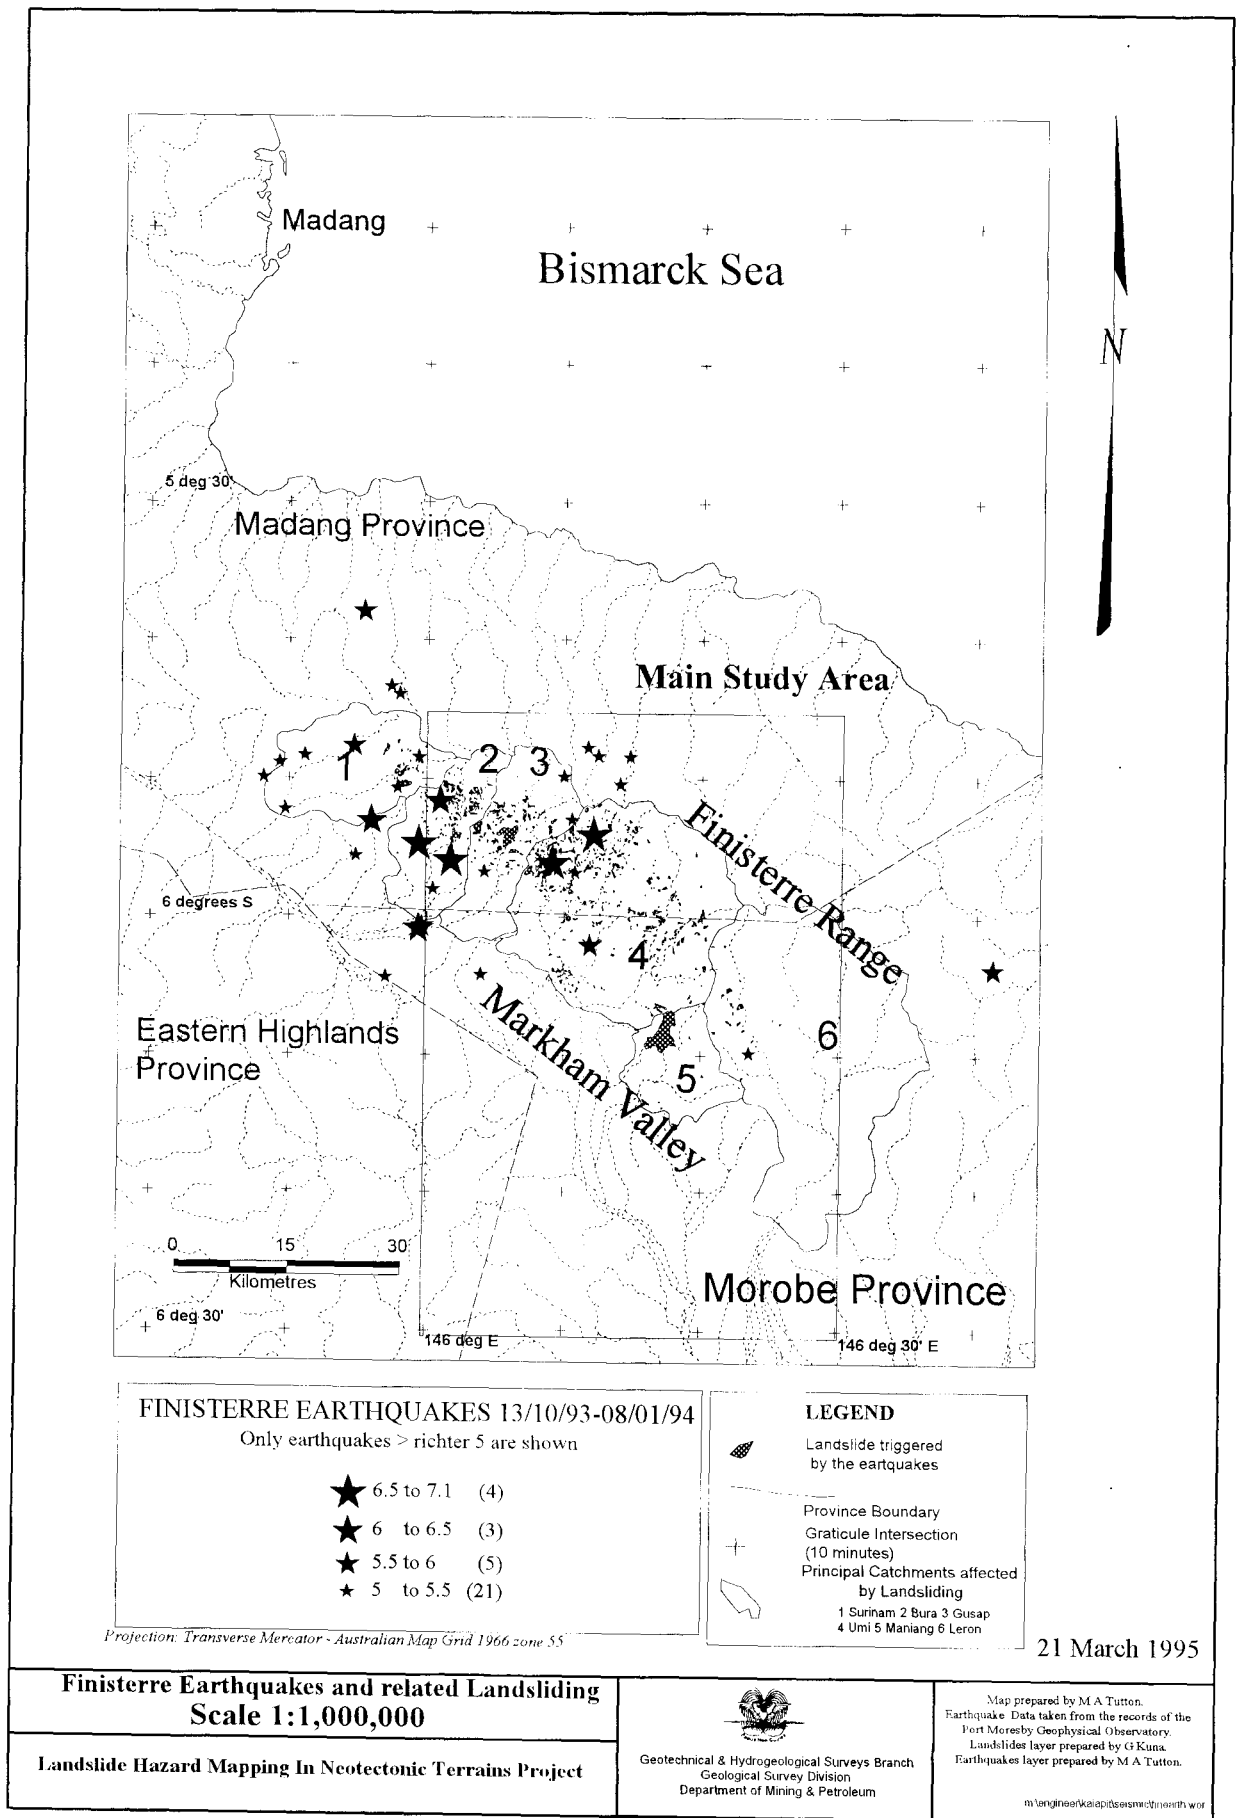 Madang
Bismarck Sea
N
5 deg 30'
Madang Province
Main Study Area
1
2
3
Finisterre Range
6 degrees S
4
Markham Valley
Eastern Highlands
Province
6
5
0 15 30
Kilometres
Morobe Province
6 deg 30'
146 deg E
146 deg 30' E
FINISTERRE EARTHQUAKES 13/10/93-08/01/94
Only earthquakes > richter 5 are shown
6.5 to 7.1 (4)
6 to 6.5 (3)
5.5 to 6 (5)
5 to 5.5 (21)
LEGEND
Landslide triggered
by the eartquakes
Province Boundary
Graticule Intersection
(10 minutes)
Principal Catchments affected
by Landsliding
1 Surinam 2 Bura 3 Gusap
4 Umi 5 Maniang 6 Leron
Projection: Transverse Mercator - Australian Map Grid 1966 zone 55
21 March 1995
Finisterre Earthquakes and related Landsliding
Scale 1:1,000,000
Landslide Hazard Mapping In Neotectonic Terrains Project
Geotechnical & Hydrogeological Surveys Branch
Geological Survey Division
Department of Mining & Petroleum
Map prepared by M A Tutton.
Earthquake Data taken from the records of the
Port Moresby Geophysical Observatory.
Landslides layer prepared by G Kuna.
Earthquakes layer prepared by M A Tutton.